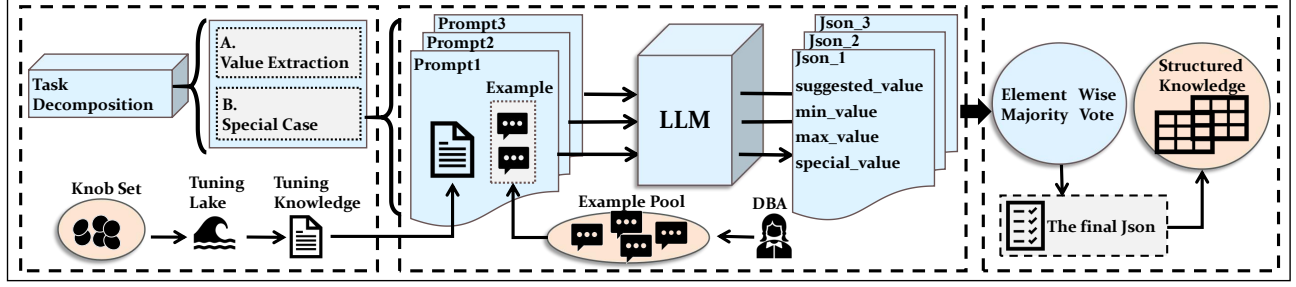 Task
Decomposition
A.
Value Extraction
B.
Special Case
Knob Set
Tuning
Lake
Tuning
Knowledge
Prompt3
Prompt2
Prompt1
Example
LLM
Example Pool
DBA
Json_3
Json_2
Json_1
suggested_value
min_value
max_value
special_value
Element Wise
Majority Vote
The final Json
Structured
Knowledge